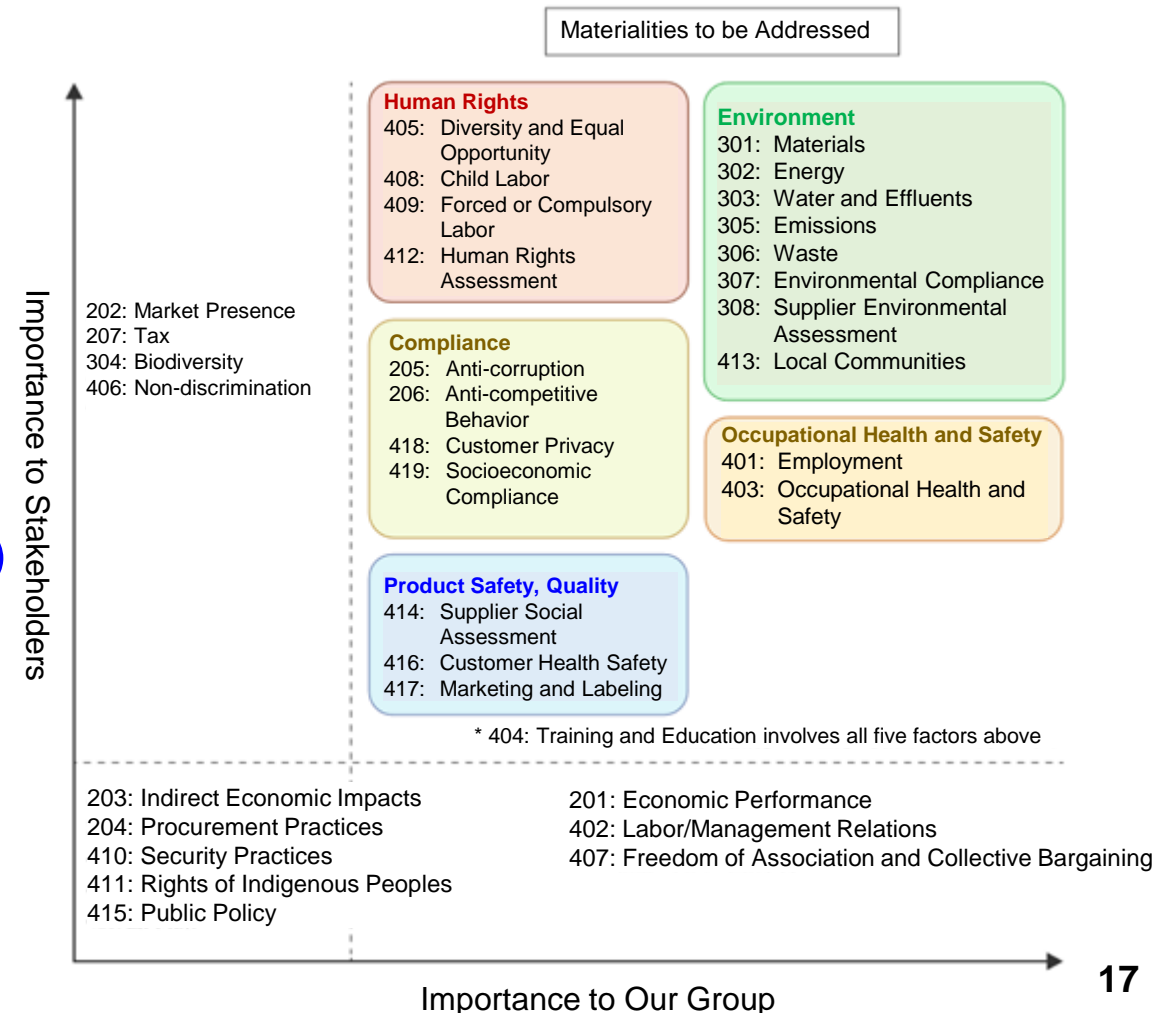 Materialities to be Addressed
Human Rights
405: Diversity and Equal
Opportunity
408: Child Labor
409: Forced or Compulsory
Labor
412: Human Rights
Assessment
Environment
301: Materials
302: Energy
303: Water and Effluents
305: Emissions
306: Waste
307: Environmental Compliance
308: Supplier Environmental
Assessment
413: Local Communities
Importance to Stakeholders
202: Market Presence
207: Tax
304: Biodiversity
406: Non-discrimination
Compliance
205: Anti-corruption
206: Anti-competitive
Behavior
418: Customer Privacy
419: Socioeconomic
Compliance
Occupational Health and Safety
401: Employment
403: Occupational Health and
Safety
Product Safety, Quality
414: Supplier Social
Assessment
416: Customer Health Safety
417: Marketing and Labeling
* 404: Training and Education involves all five factors above
203: Indirect Economic Impacts
204: Procurement Practices
410: Security Practices
411: Rights of Indigenous Peoples
415: Public Policy
201: Economic Performance
402: Labor/Management Relations
407: Freedom of Association and Collective Bargaining
Importance to Our Group
17